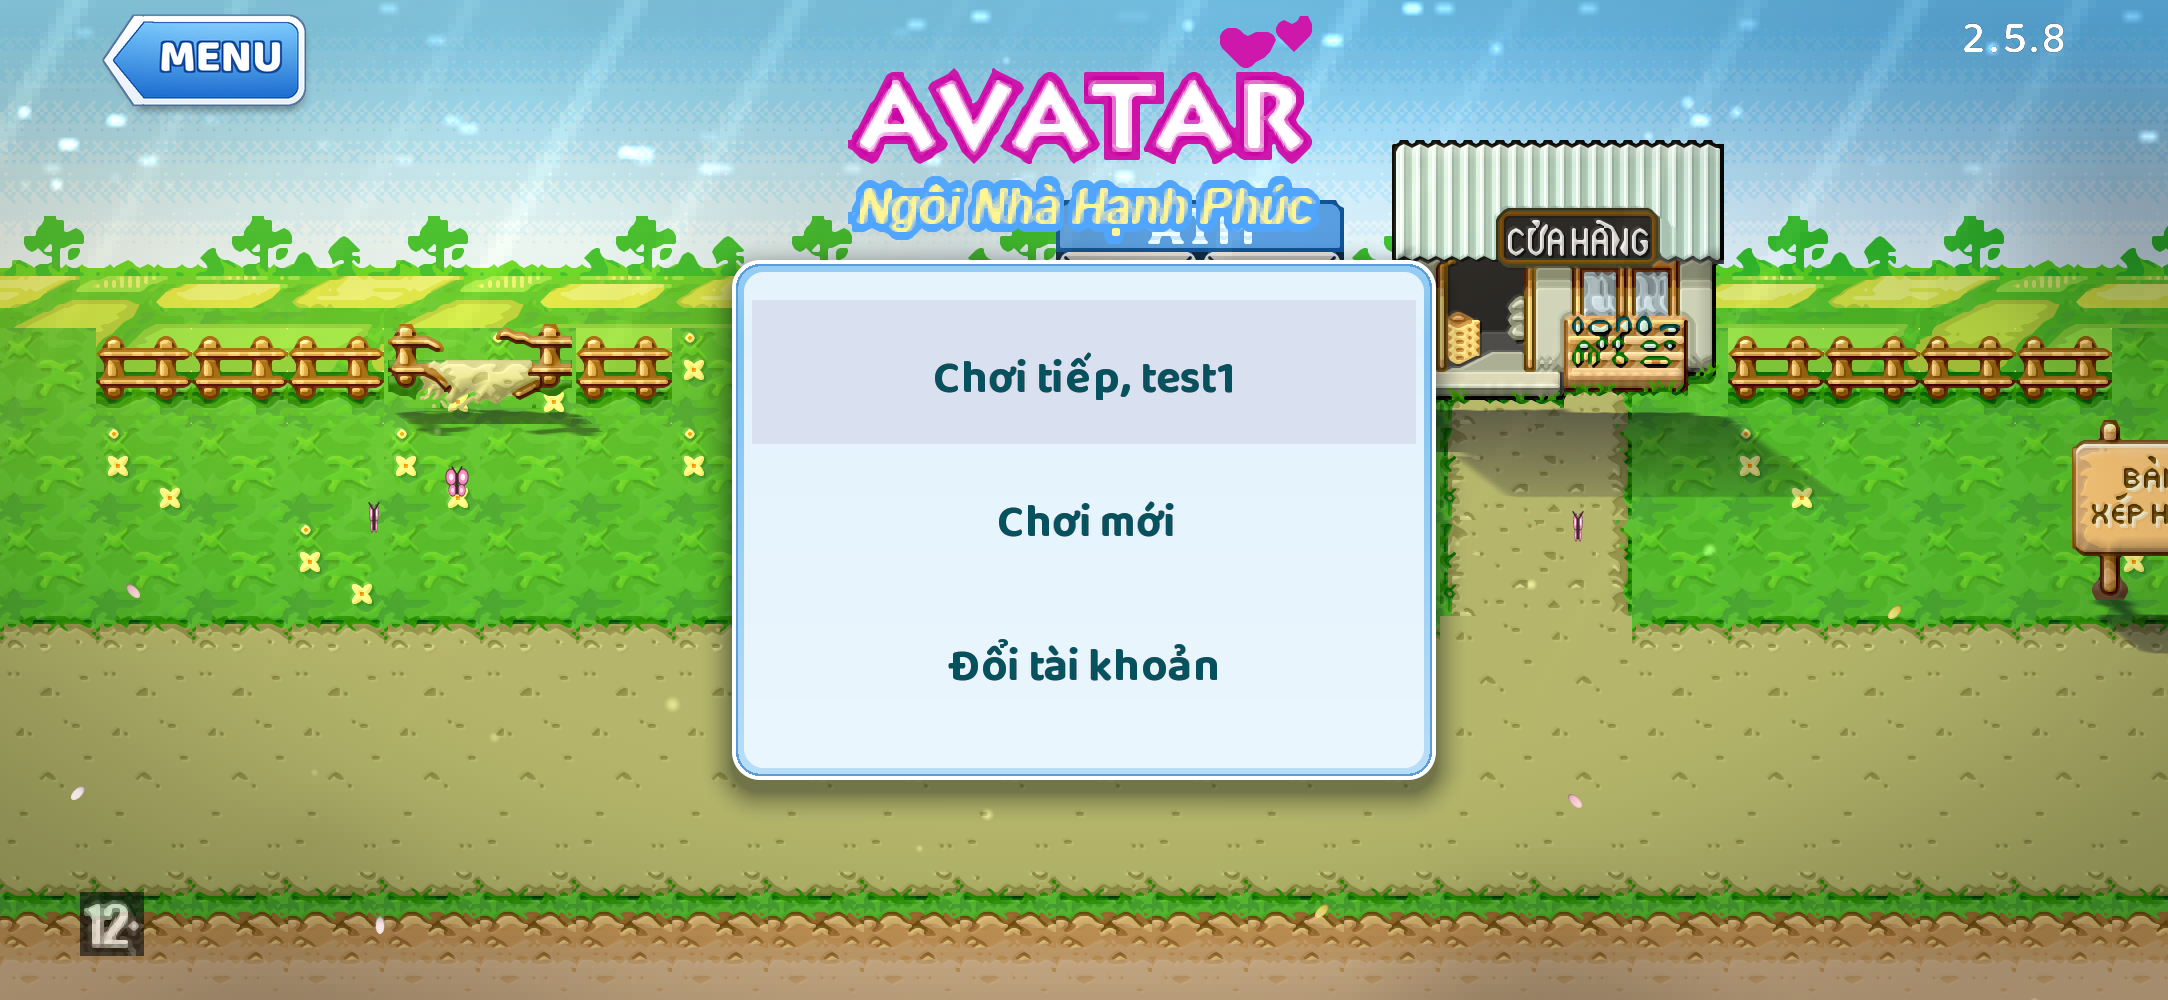 MENU
2.5.8
AVATAR
Ngôi Nhà Hạnh Phúc
CỬA HÀNG
Chơi tiếp, test1
Chơi mới
Đổi tài khoản
XẾP
12+